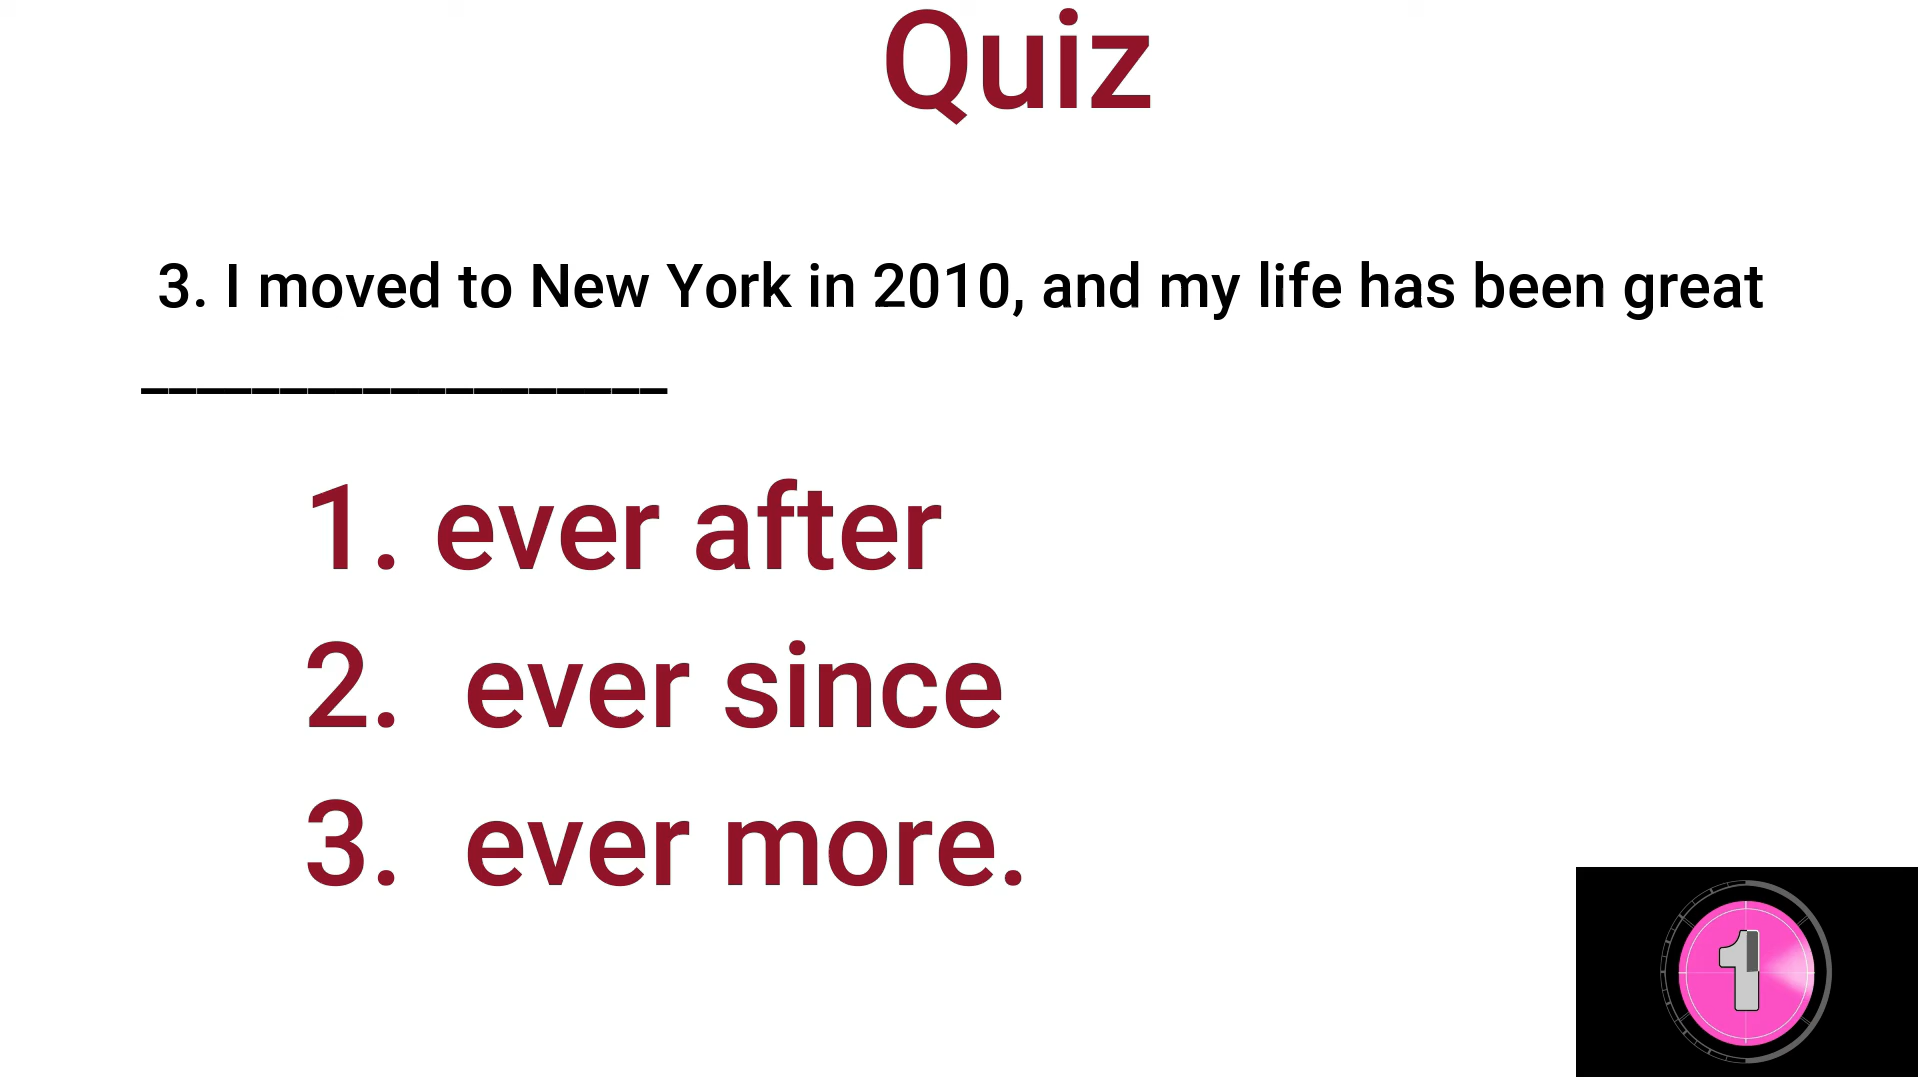 Quiz
3. I moved to New York in 2010, and my life has been great
___________________
1. ever after
2. ever since
3. ever more.
1